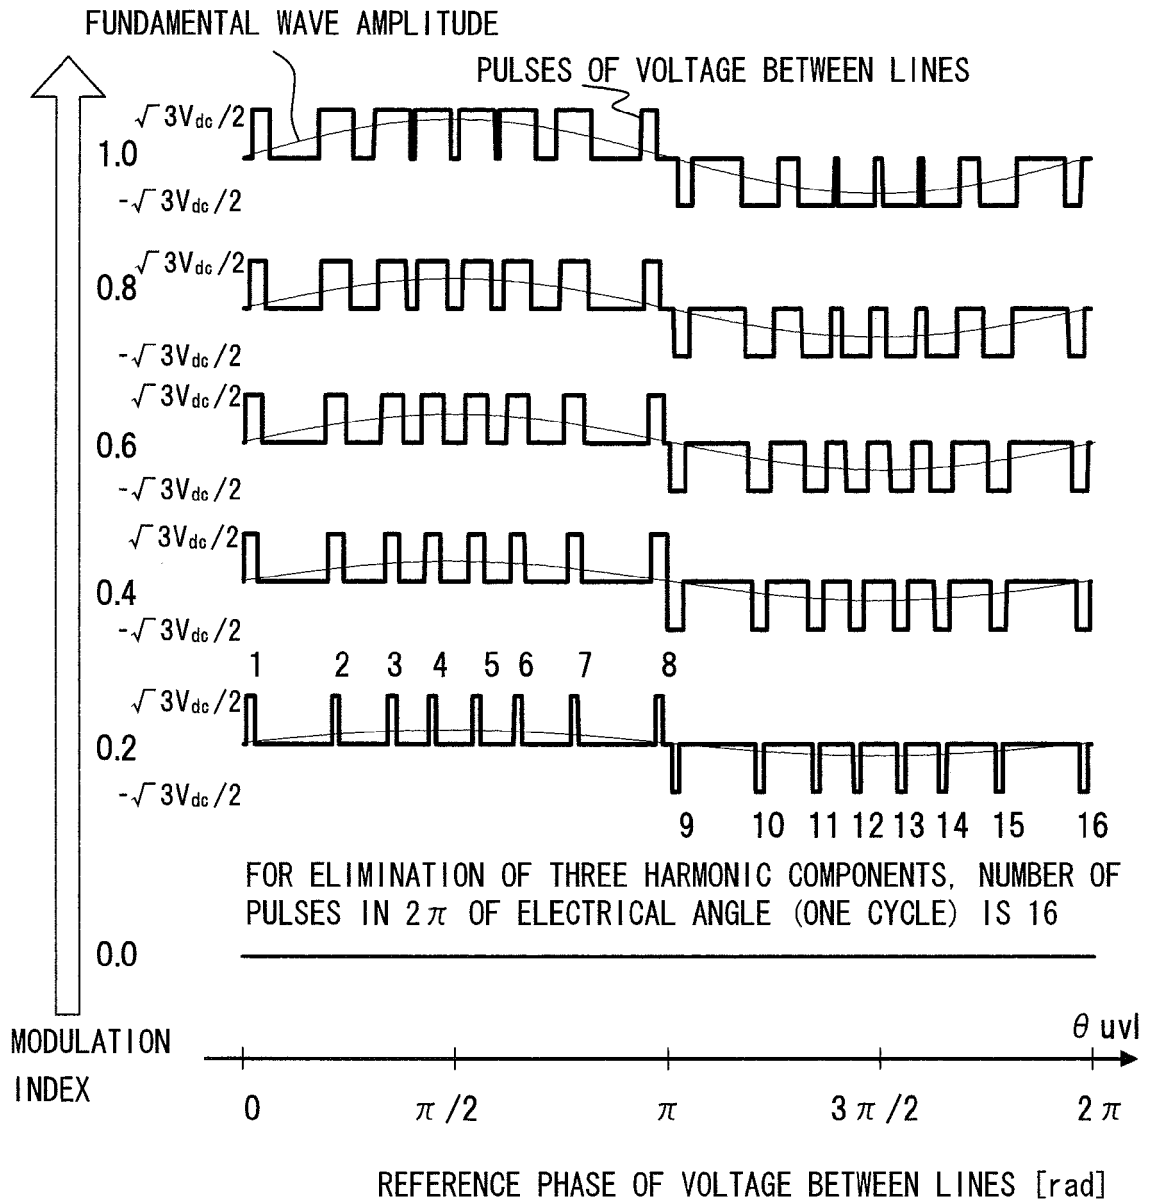 FUNDAMENTAL WAVE AMPLITUDE
PULSES OF VOLTAGE BETWEEN LINES
√3Vdc/2
1.0
-√3Vdc/2
√3Vdc/2
0.8
-√3Vdc/2
√3Vdc/2
0.6
-√3Vdc/2
√3Vdc/2
0.4
-√3Vdc/2
1 2 3 4 5 6 7 8
√3Vdc/2
0.2
-√3Vdc/2
9 10 11 12 13 14 15 16
FOR ELIMINATION OF THREE HARMONIC COMPONENTS, NUMBER OF
PULSES IN 2π OF ELECTRICAL ANGLE (ONE CYCLE) IS 16
0.0
θ uvl
MODULATION
INDEX
0 π/2 π 3π/2 2π
REFERENCE PHASE OF VOLTAGE BETWEEN LINES [rad]